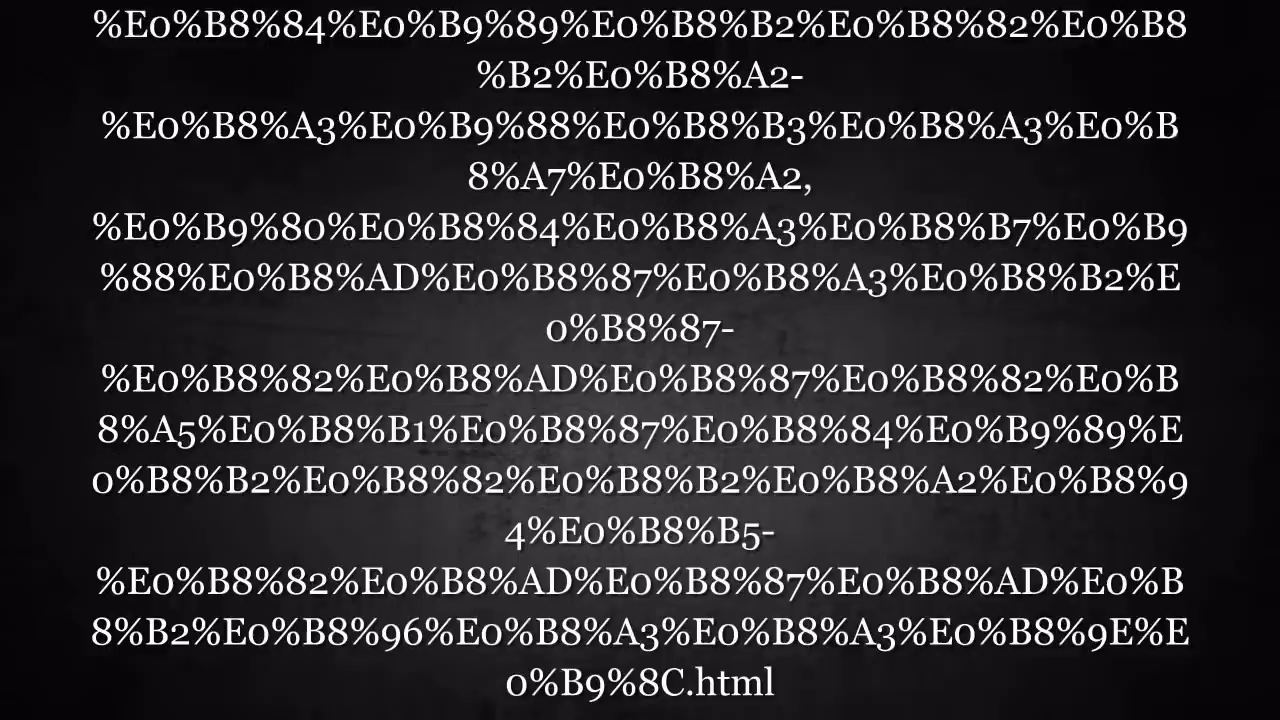 %E0%B8%84%E0%B9%89%E0%B8%B2%E0%B8%82%E0%B8
%B2%E0%B8%A2-
%E0%B8%A3%E0%B9%88%E0%B8%B3%E0%B8%A3%E0%B
8%A7%E0%B8%A2,
%E0%B9%80%E0%B8%84%E0%B8%A3%E0%B8%B7%E0%B9
%88%E0%B8%AD%E0%B8%87%E0%B8%A3%E0%B8%B2%E
0%B8%87-
%E0%B8%82%E0%B8%AD%E0%B8%87%E0%B8%82%E0%B
8%A5%E0%B8%B1%E0%B8%87%E0%B8%84%E0%B9%89%E
0%B8%B2%E0%B8%82%E0%B8%B2%E0%B8%A2%E0%B8%9
4%E0%B8%B5-
%E0%B8%82%E0%B8%AD%E0%B8%87%E0%B8%AD%E0%B
8%B2%E0%B8%96%E0%B8%A3%E0%B8%A3%E0%B8%9E%E
0%B9%8C.html